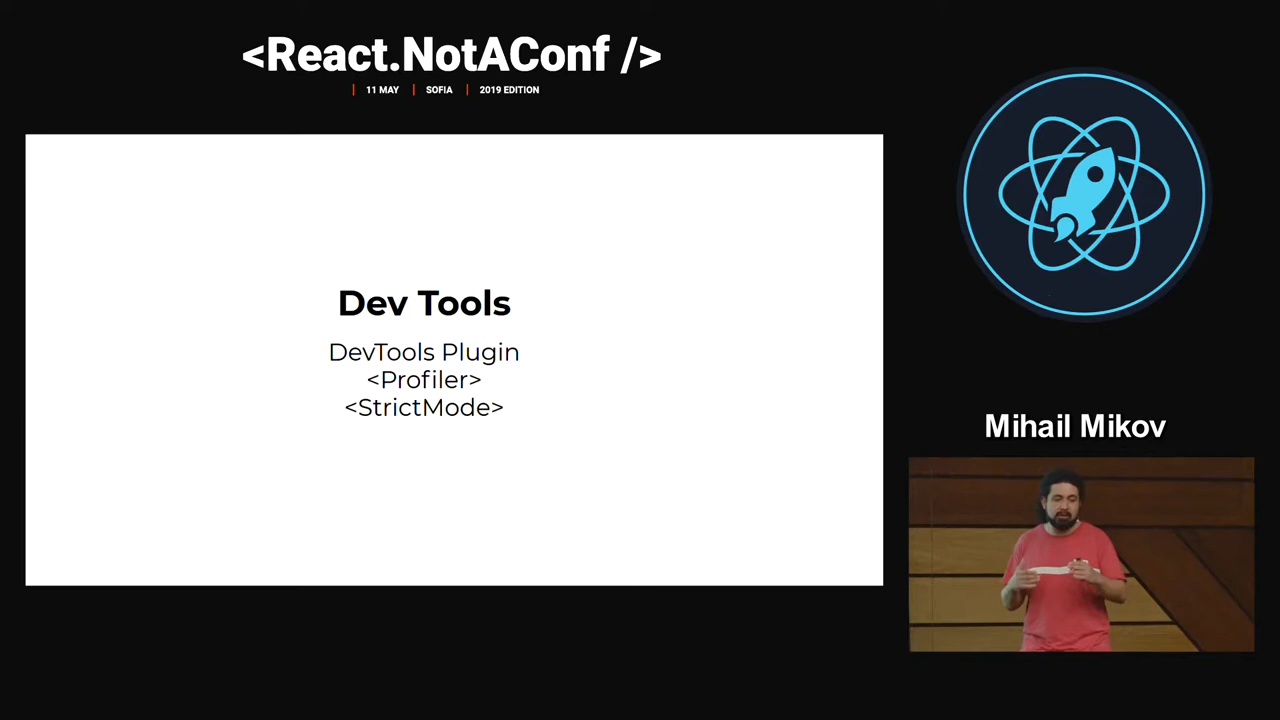 <React.NotAConf />
| 11 MAY | SOFIA | 2019 EDITION
Dev Tools
DevTools Plugin
<Profiler>
<StrictMode>
Mihail Mikov